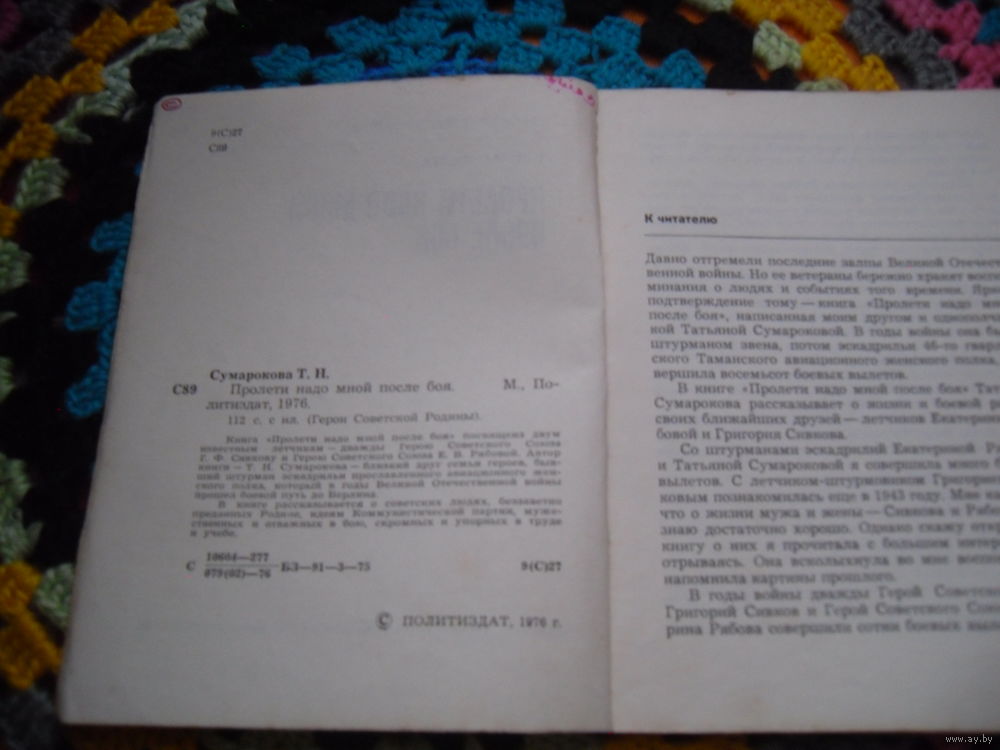 9(С)27
С89
Сумарокова Т. Н.
С89 Пролети надо мной после боя. М., По-
литиздат, 1976.
112 с. с ил. (Герои Советской Родины).
Книга «Пролети надо мной после боя» посвящена двум
известным летчикам — дважды Герою Советского Союза
Г. Ф. Сивкову и Герою Советского Союза Е. В. Рябовой. Автор
книги — Т. Н. Сумарокова — близкий друг семьи героев, быв-
ший штурман эскадрильи прославленного авиационного жен-
ского полка, который в годы Великой Отечественной войны
прошел боевой путь до Берлина.
В книге рассказывается о советских людях, беззаветно
преданных Родине, идеям Коммунистической партии, муже-
ственных и отважных в бою, скромных и упорных в труде
и учебе.
С 10604—277
079(02)—76 БЗ—91—3—75 9(С)27
© ПОЛИТИЗДАТ, 1976 г.
К читателю
Давно отгремели последние залпы Великой Отечест-
венной войны. Но ее ветераны бережно хранят воспо-
минания о людях и событиях того времени. Ярк
подтверждение тому — книга «Пролети надо мн
после боя», написанная моим другом и однополч
ной Татьяной Сумароковой. В годы войны она бы
штурманом звена, потом эскадрильи 46-го гвард
ского Таманского авиационного женского полка,
вершила восемьсот боевых вылетов.
В книге «Пролети надо мной после боя» Тат
Сумарокова рассказывает о жизни и боевой р
своих ближайших друзей — летчиков Екатерин
бовой и Григория Сивкова.
Со штурманами эскадрилий Екатериной Р
и Татьяной Сумароковой я совершила много б
вылетов. С летчиком-штурмовиком Григори
ковым познакомилась еще в 1943 году. Мне ка
что о жизни мужа и жены — Сивкова и Рябо
знаю достаточно хорошо. Однако скажу откр
книгу о них я прочитала с большим интер
отрываясь. Она всколыхнула во мне воспо
напомнила картины прошлого.
В годы войны дважды Герой Советск
Григорий Сивков и Герой Советского Сою
рина Рябова совершили сотни боевых выле
www.ay.by